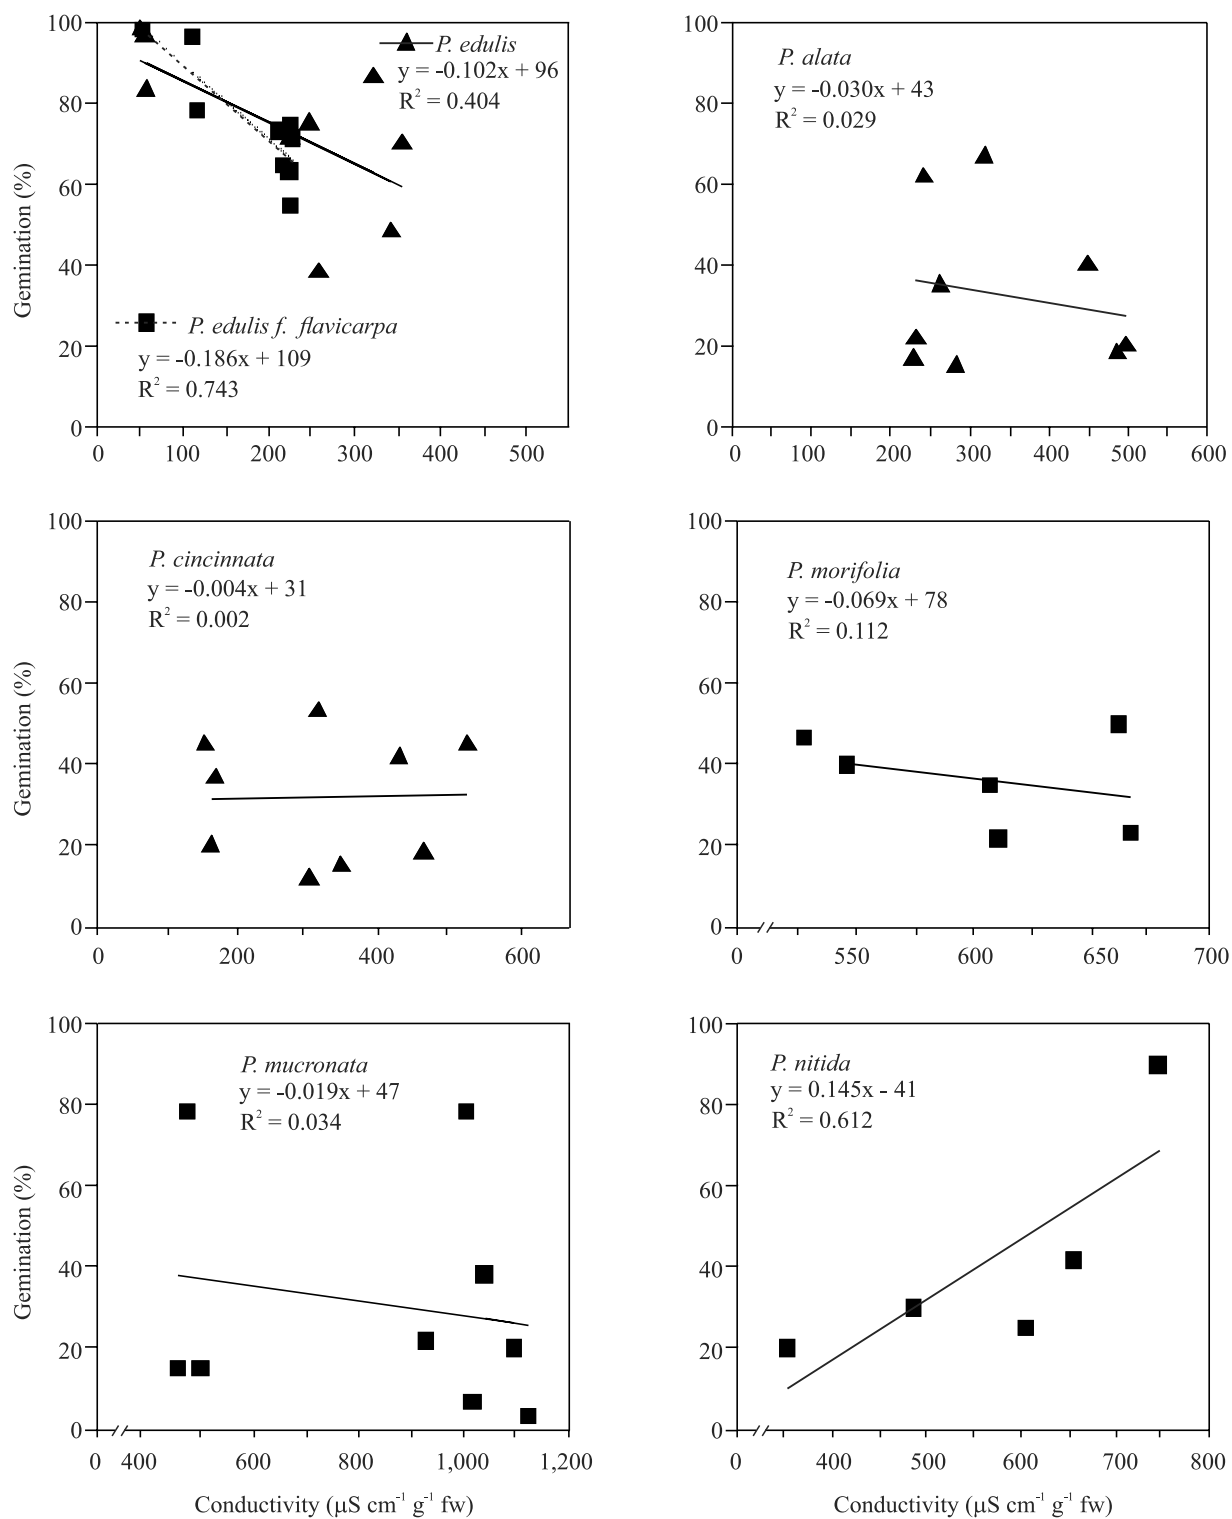 100
80
60
40
20
0
Gemination (%)
P. edulis
y = -0.102x + 96
R² = 0.404
P. edulis f. flavicarpa
y = -0.186x + 109
R² = 0.743
0 100 200 300 400 500
100
80
60
40
20
0
P. alata
y = -0.030x + 43
R² = 0.029
0 100 200 300 400 500 600
100
80
60
40
20
0
Gemination (%)
P. cincinnata
y = -0.004x + 31
R² = 0.002
0 200 400 600
100
80
60
40
20
0
P. morifolia
y = -0.069x + 78
R² = 0.112
0 550 600 650 700
100
80
60
40
20
0
Gemination (%)
P. mucronata
y = -0.019x + 47
R² = 0.034
0 400 600 800 1,000 1,200
Conductivity (µS cm⁻¹ g⁻¹ fw)
100
80
60
40
20
0
P. nitida
y = 0.145x - 41
R² = 0.612
0 400 500 600 700 800
Conductivity (µS cm⁻¹ g⁻¹ fw)